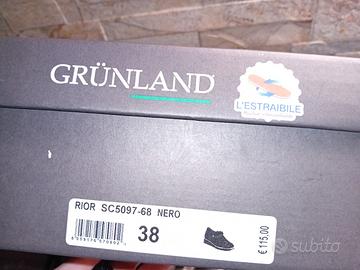 GRÜNLAND
L'ESTRAIBILE
RIOR SC5097-68 NERO
38
€115.00
subito